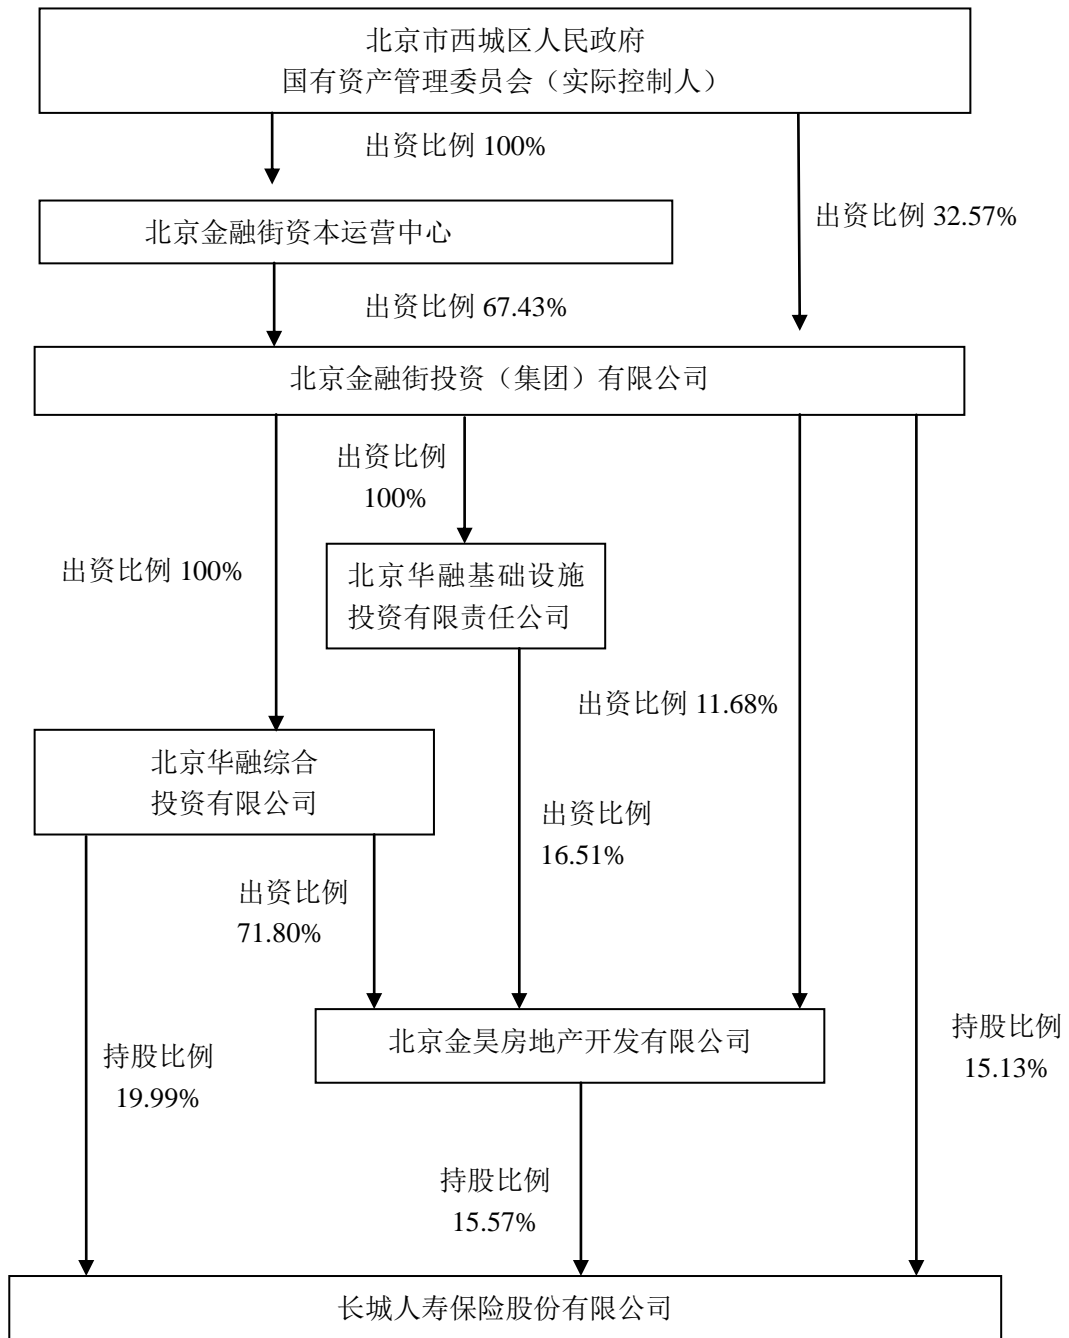 北京市西城区人民政府
国有资产管理委员会（实际控制人）
出资比例 100%
出资比例 32.57%
北京金融街资本运营中心
出资比例 67.43%
北京金融街投资（集团）有限公司
出资比例
100%
出资比例 100%
北京华融基础设施
投资有限责任公司
出资比例 11.68%
北京华融综合
投资有限公司
出资比例
16.51%
出资比例
71.80%
北京金昊房地产开发有限公司
持股比例
15.13%
持股比例
19.99%
持股比例
15.57%
长城人寿保险股份有限公司